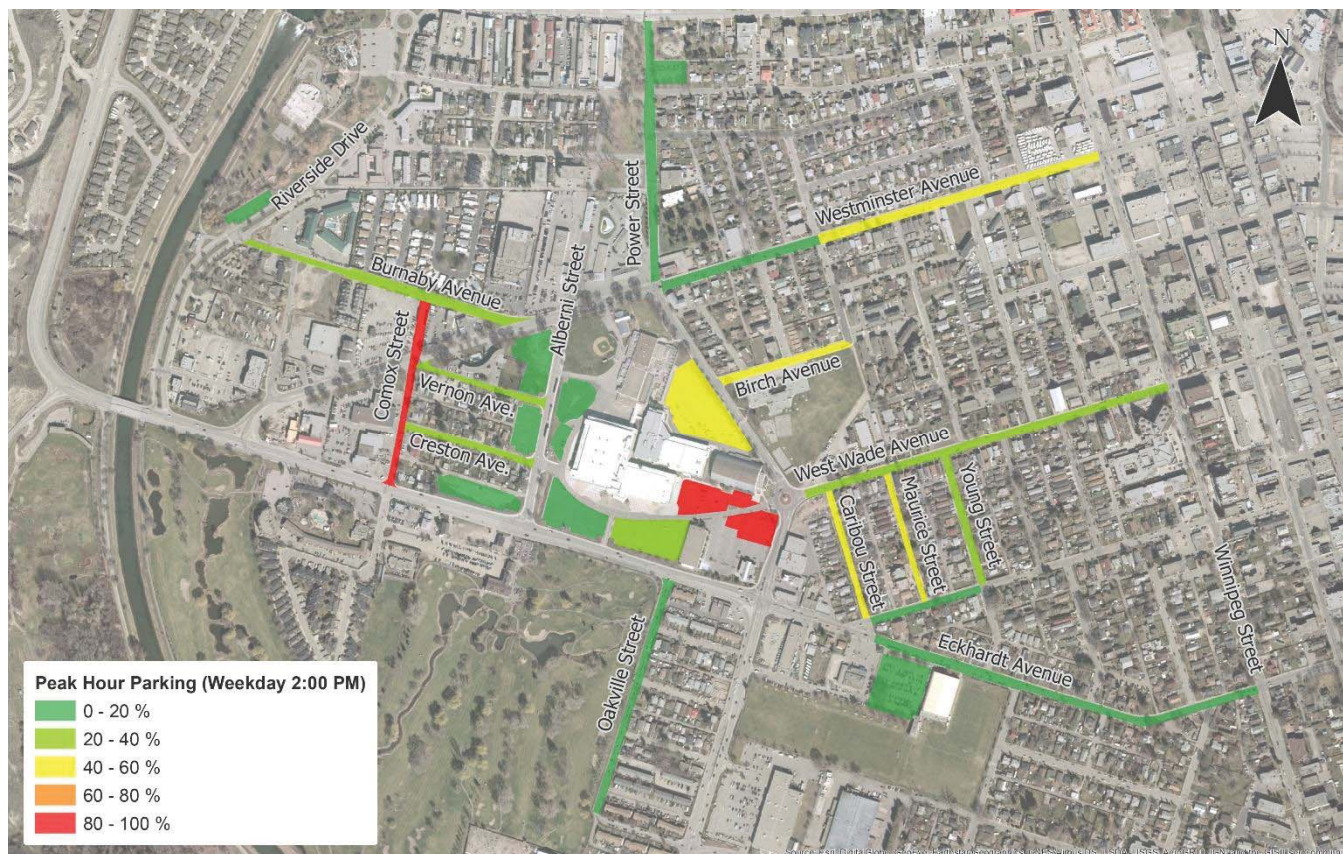 N
Riverside Drive
Power Street
Westminster Avenue
Burnaby Avenue
Alberni Street
Comox Street
Vernon Ave.
Birch Avenue
Creston Ave.
West Wade Avenue
Caribou Street
Maurice Street
Young Street
Winnipeg Street
Oakville Street
Eckhardt Avenue
Peak Hour Parking (Weekday 2:00 PM)
0 - 20 %
20 - 40 %
40 - 60 %
60 - 80 %
80 - 100 %